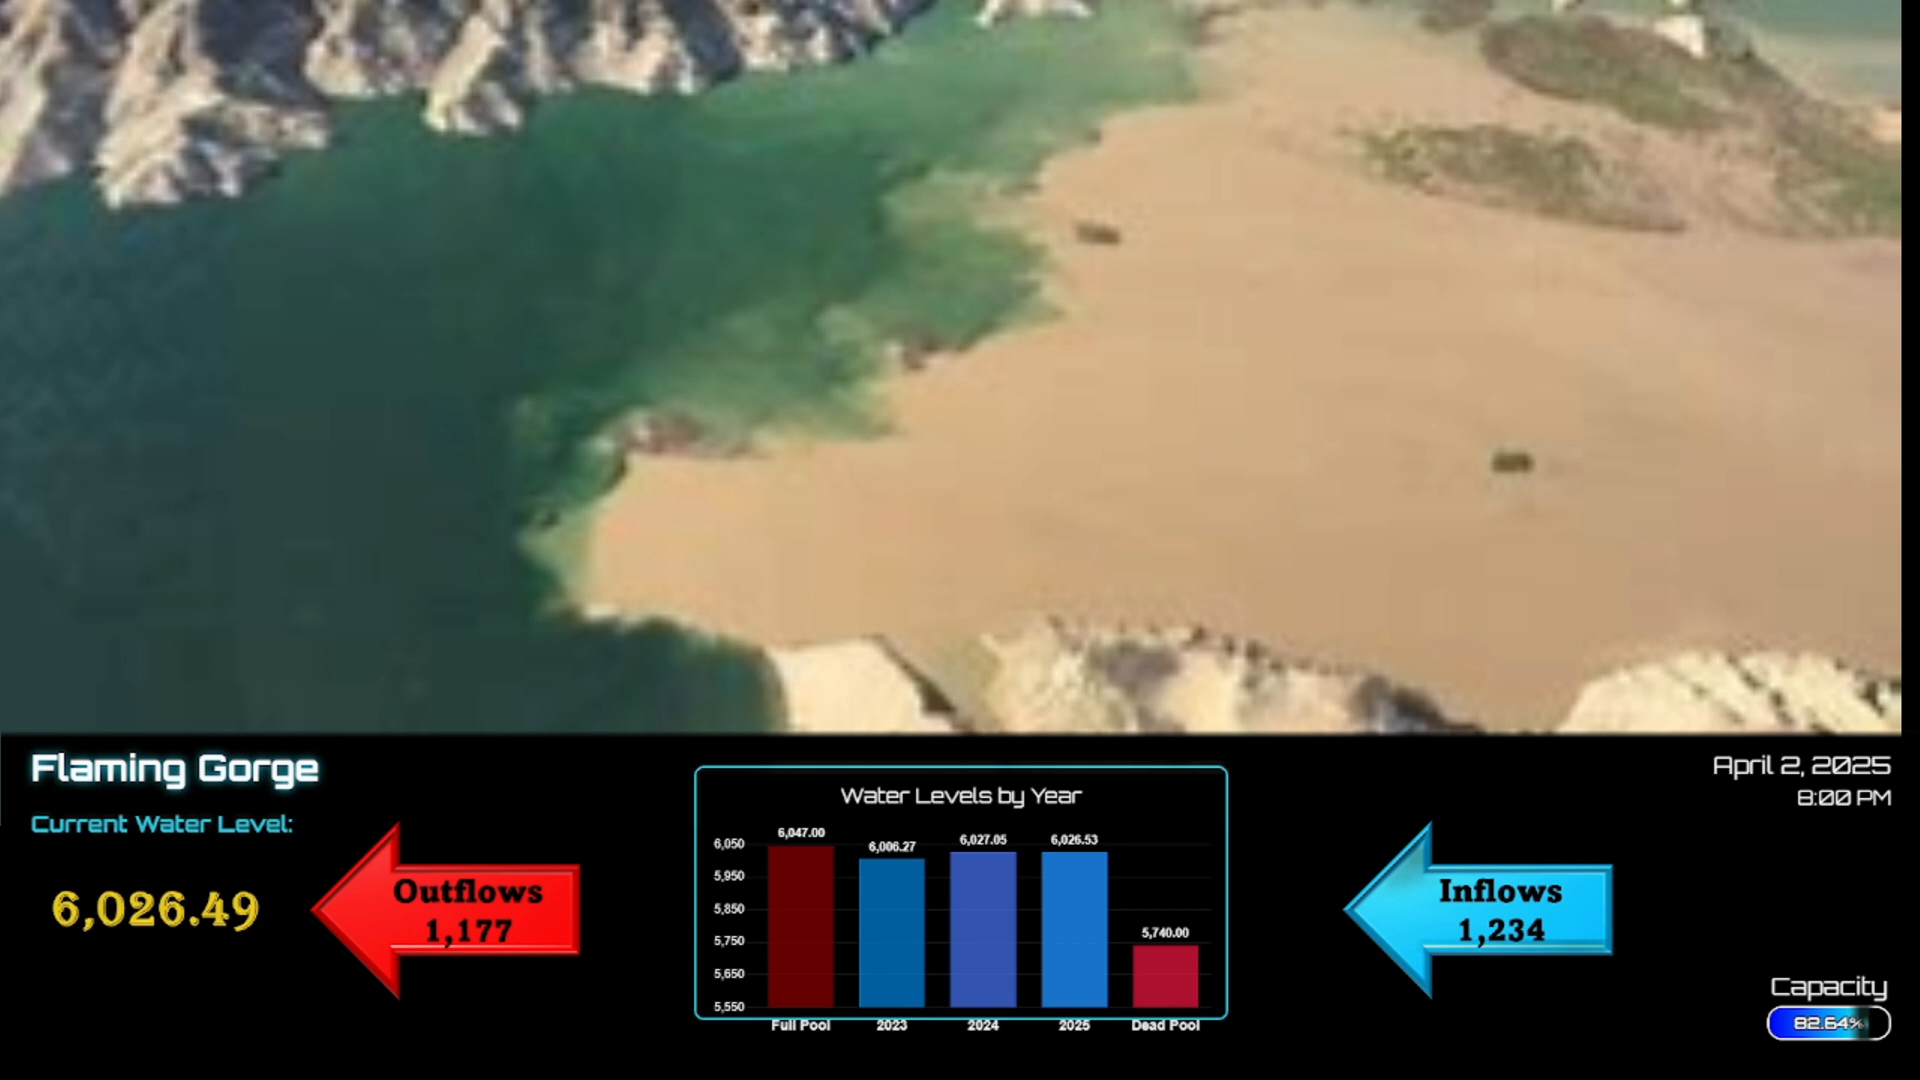 Flaming Gorge
Current Water Level:
6,026.49
Outflows
1,177
Water Levels by Year
6,050
5,950
5,850
5,750
5,650
5,550
6,047.00
6,006.27
6,027.05
6,026.53
5,740.00
Full Pool
2023
2024
2025
Dead Pool
Inflows
1,234
April 2, 2025
8:00 PM
Capacity
82.64%